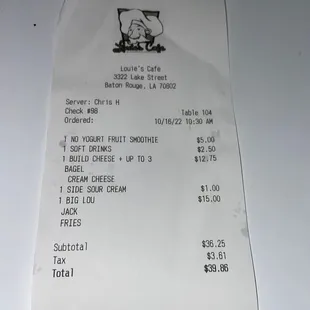 Louie's Cafe
3322 Lake Street
Baton Rouge, LA 70802
Server: Chris H
Check #98 Table 104
Ordered: 10/16/22 10:30 AM
1 NO YOGURT FRUIT SMOOTHIE $5.00
1 SOFT DRINKS $2.50
1 BUILD CHEESE + UP TO 3 $12.75
BAGEL
CREAM CHEESE
1 SIDE SOUR CREAM $1.00
1 BIG LOU $15.00
JACK
FRIES
Subtotal $36.25
Tax $3.61
Total $39.86